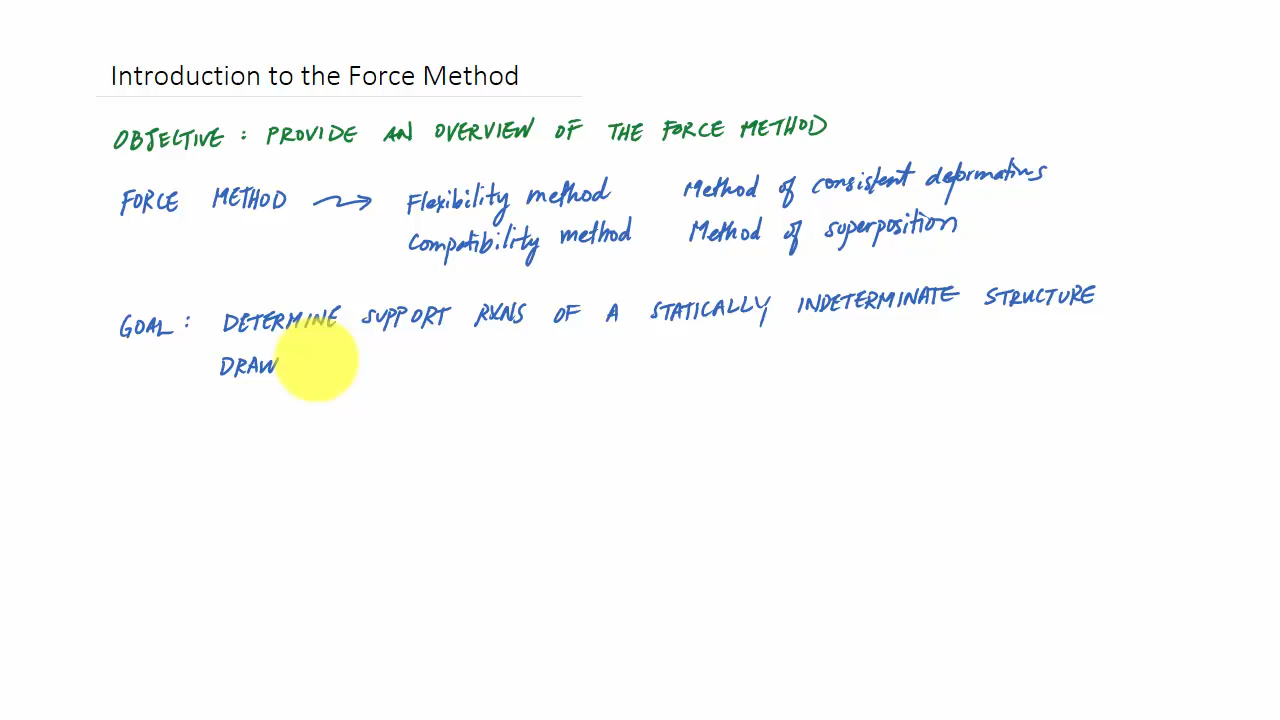 Introduction to the Force Method
OBJECTIVE : PROVIDE AN OVERVIEW OF THE FORCE METHOD
FORCE METHOD → Flexibility method Method of consistent deformations
Compatibility method Method of superposition
GOAL : DETERMINE SUPPORT RXNS OF A STATICALLY INDETERMINATE STRUCTURE
DRAW